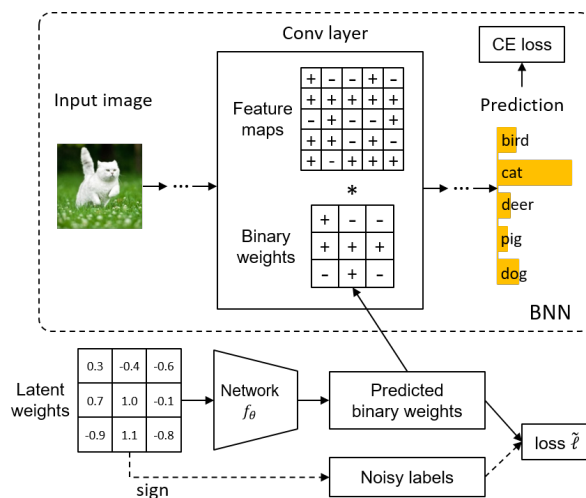 Conv layer
CE loss
Input image
Feature
maps
+ − − + −
+ + + + +
− + − − +
+ + − − −
+ − + + +
Prediction
bird
cat
deer
pig
dog
*
Binary
weights
+ − −
+ + +
− + −
BNN
Latent
weights
0.3 -0.4 -0.6
0.7 1.0 -0.1
-0.9 1.1 -0.8
Network
f_θ
Predicted
binary weights
loss ℓ̃
sign
Noisy labels